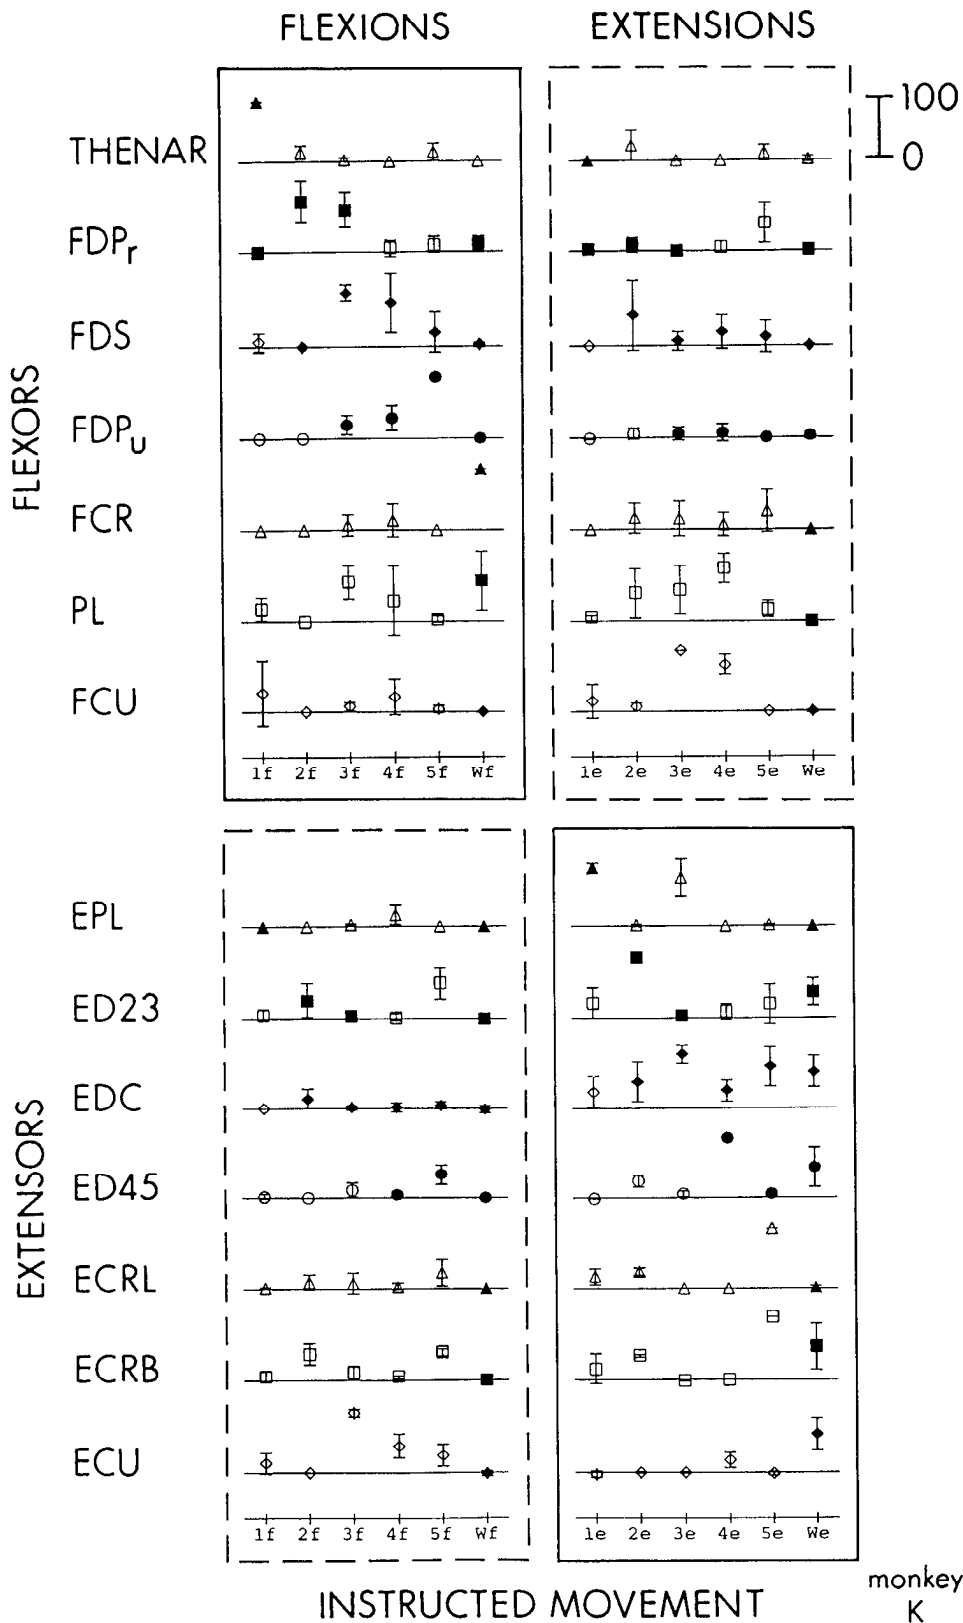 FLEXIONS EXTENSIONS
100
0
FLEXORS
THENAR
FDPr
FDS
FDPu
FCR
PL
FCU
1f 2f 3f 4f 5f Wf 1e 2e 3e 4e 5e We
EXTENSORS
EPL
ED23
EDC
ED45
ECRL
ECRB
ECU
1f 2f 3f 4f 5f Wf 1e 2e 3e 4e 5e We
INSTRUCTED MOVEMENT
monkey
K